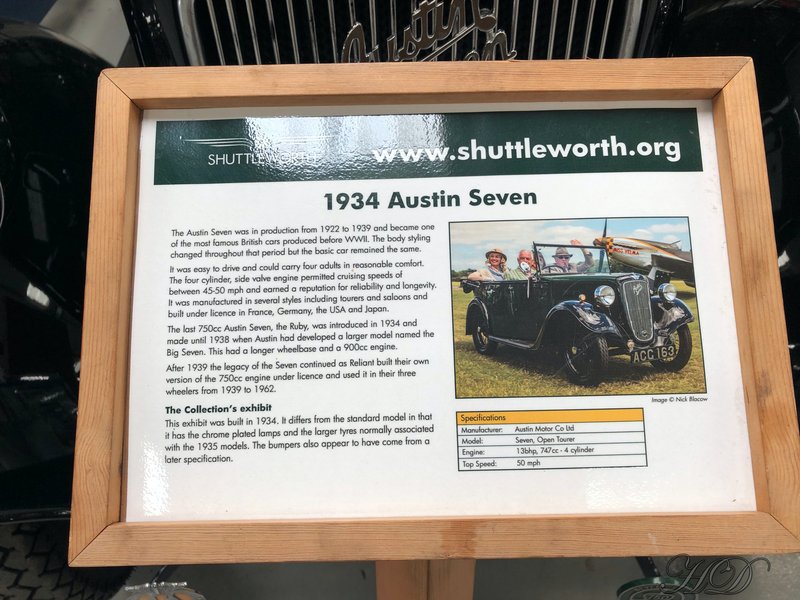 Austin
Seven
SHUTTLEWORTH
www.shuttleworth.org
1934 Austin Seven
The Austin Seven was in production from 1922 to 1939 and became one
of the most famous British cars produced before WWII. The body styling
changed throughout that period but the basic car remained the same.
It was easy to drive and could carry four adults in reasonable comfort.
The four cylinder, side valve engine permitted cruising speeds of
between 45-50 mph and earned a reputation for reliability and longevity.
It was manufactured in several styles including tourers and saloons and
built under licence in France, Germany, the USA and Japan.
The last 750cc Austin Seven, the Ruby, was introduced in 1934 and
made until 1938 when Austin had developed a larger model named the
Big Seven. This had a longer wheelbase and a 900cc engine.
After 1939 the legacy of the Seven continued as Reliant built their own
version of the 750cc engine under licence and used it in their three
wheelers from 1939 to 1962.
The Collection's exhibit
This exhibit was built in 1934. It differs from the standard model in that
it has the chrome plated lamps and the larger tyres normally associated
with the 1935 models. The bumpers also appear to have come from a
later specification.
ACG 163
Image © Nick Blacow
Specifications
Manufacturer: Austin Motor Co Ltd
Model: Seven, Open Tourer
Engine: 13bhp, 747cc - 4 cylinder
Top Speed: 50 mph
HD